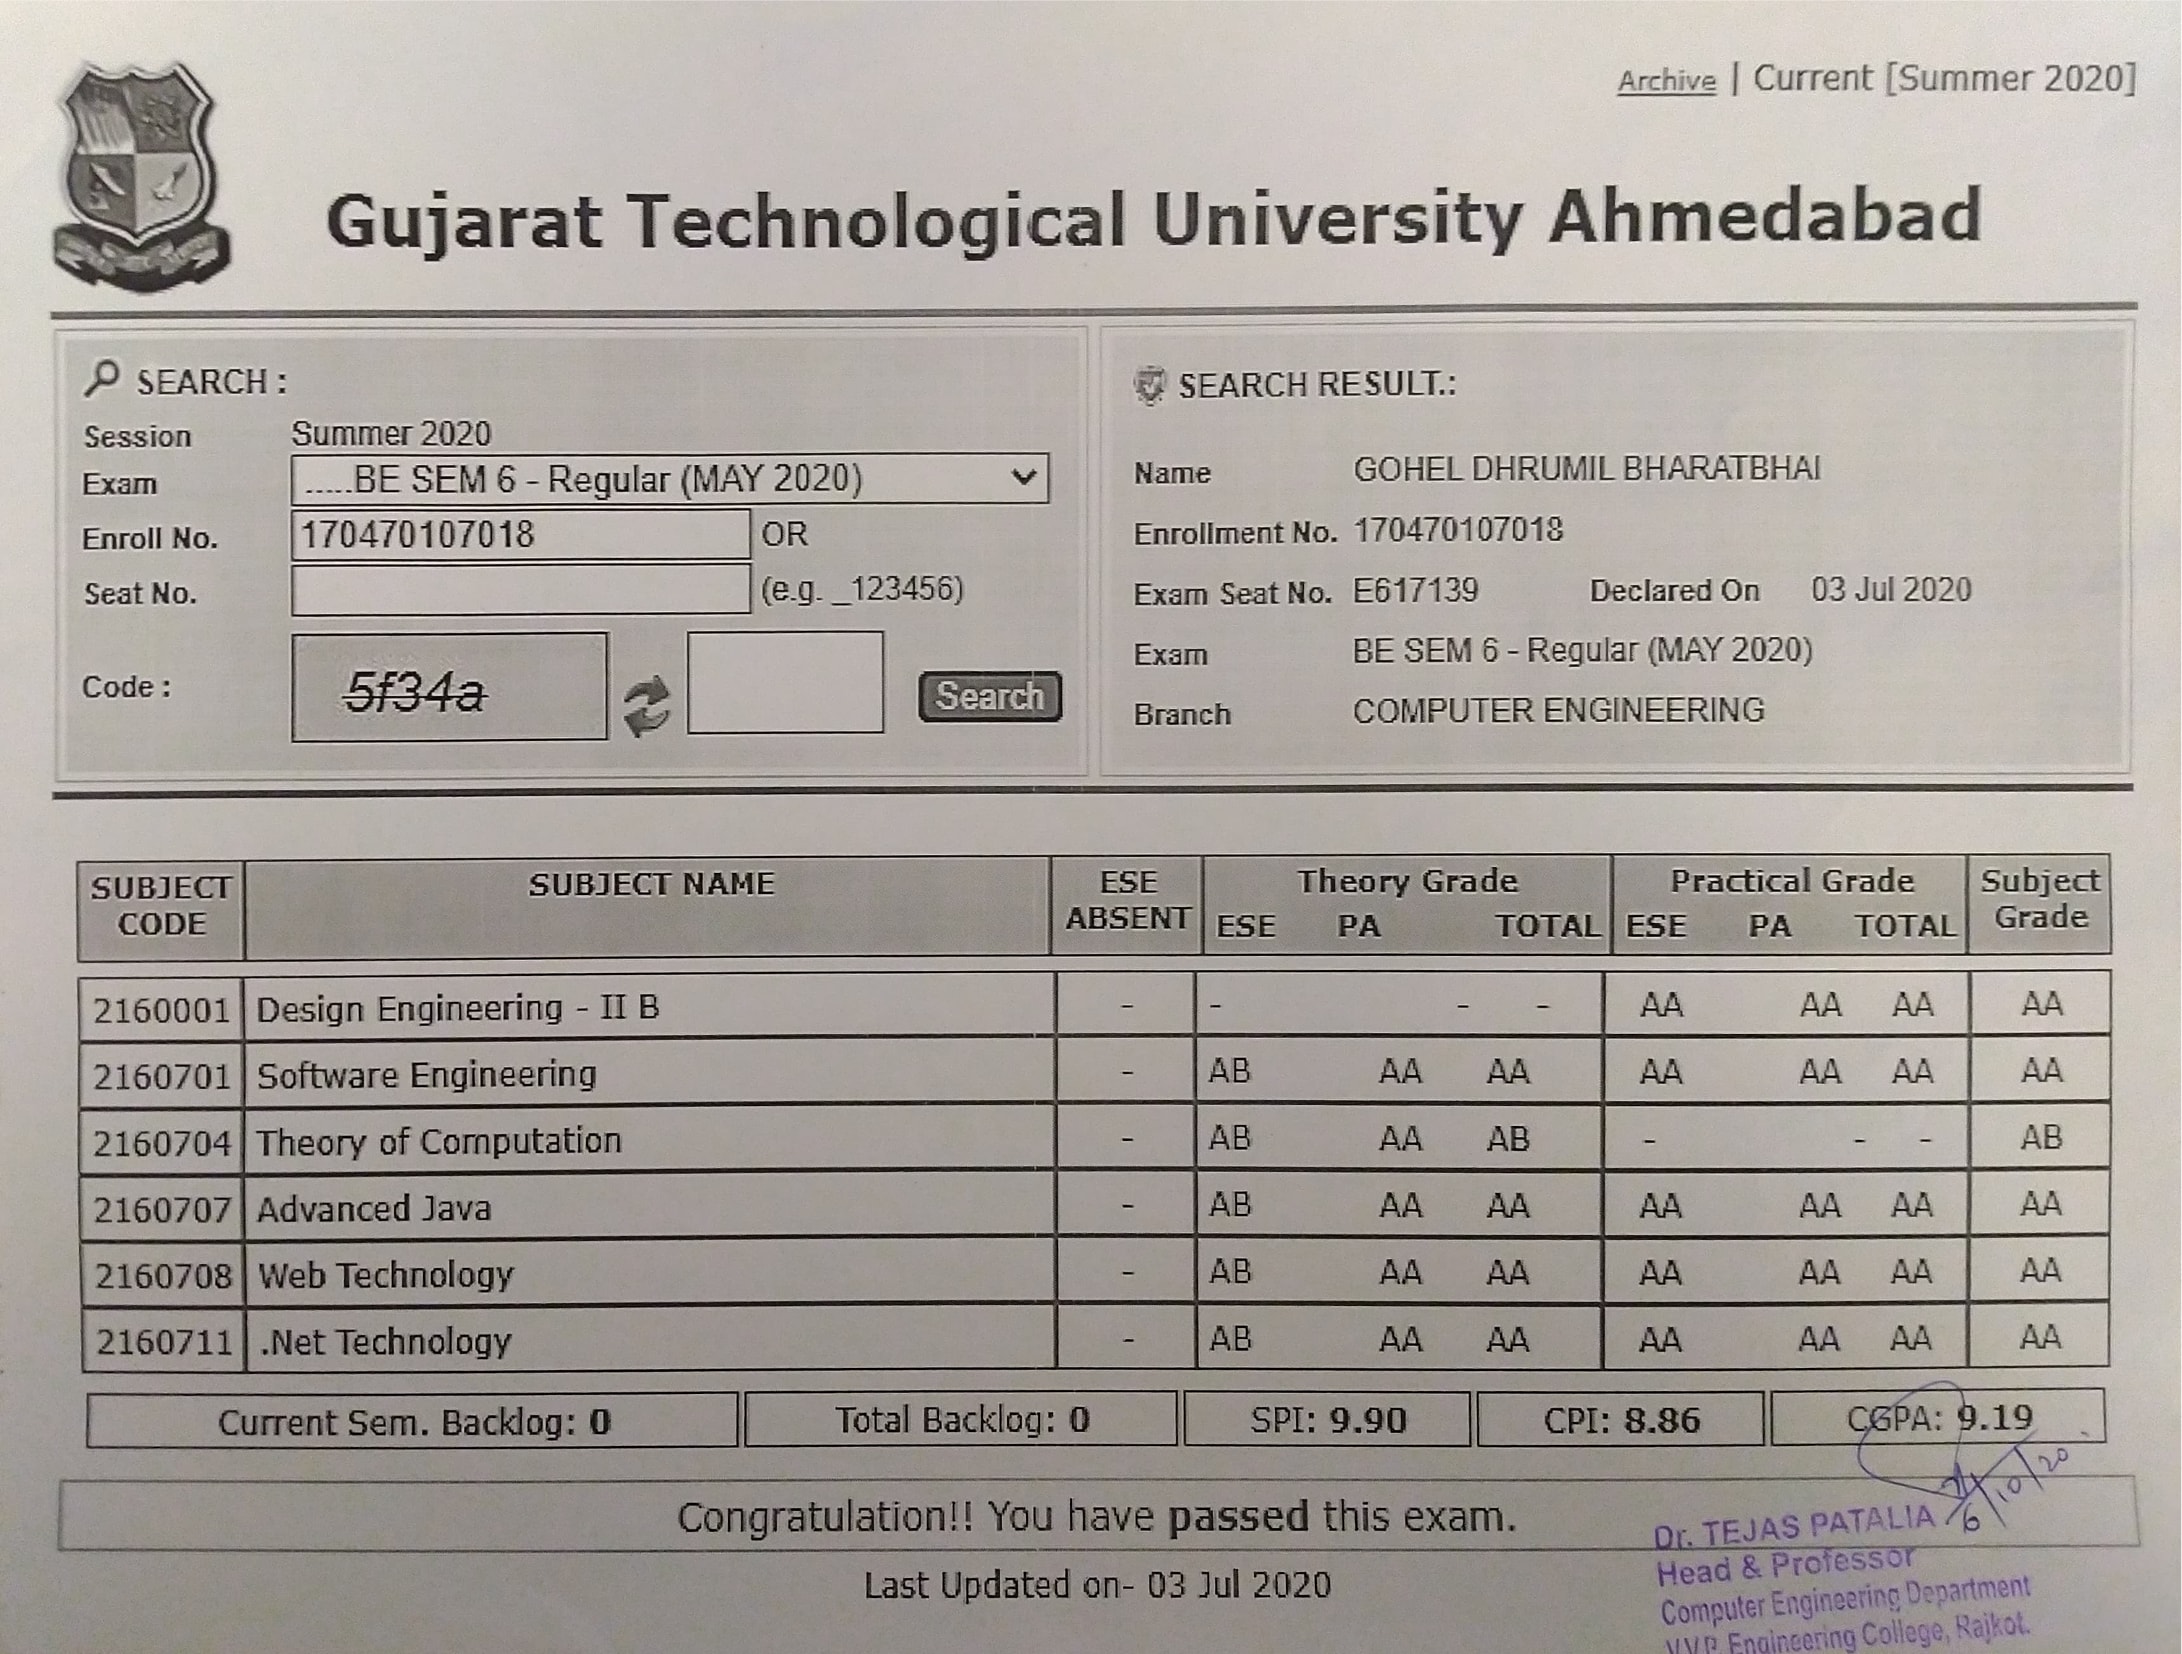 Archive | Current [Summer 2020]
Gujarat Technological University Ahmedabad
SEARCH :
Session Summer 2020
Exam .....BE SEM 6 - Regular (MAY 2020)
Enroll No. 170470107018 OR
Seat No. (e.g. _123456)
Code : 5f34a Search
SEARCH RESULT.:
Name GOHEL DHRUMIL BHARATBHAI
Enrollment No. 170470107018
Exam Seat No. E617139 Declared On 03 Jul 2020
Exam BE SEM 6 - Regular (MAY 2020)
Branch COMPUTER ENGINEERING
SUBJECT CODE SUBJECT NAME ESE ABSENT Theory Grade ESE PA TOTAL Practical Grade ESE PA TOTAL Subject Grade
2160001 Design Engineering - II B - - - - AA AA AA AA
2160701 Software Engineering - AB AA AA AA AA AA AA
2160704 Theory of Computation - AB AA AB - - - AB
2160707 Advanced Java - AB AA AA AA AA AA AA
2160708 Web Technology - AB AA AA AA AA AA AA
2160711 .Net Technology - AB AA AA AA AA AA AA
Current Sem. Backlog: 0 Total Backlog: 0 SPI: 9.90 CPI: 8.86 CGPA: 9.19
Congratulation!! You have passed this exam.
6/10/20
Last Updated on- 03 Jul 2020
Dr. TEJAS PATALIA
Head & Professor
Computer Engineering Department
V.V.P. Engineering College, Rajkot.